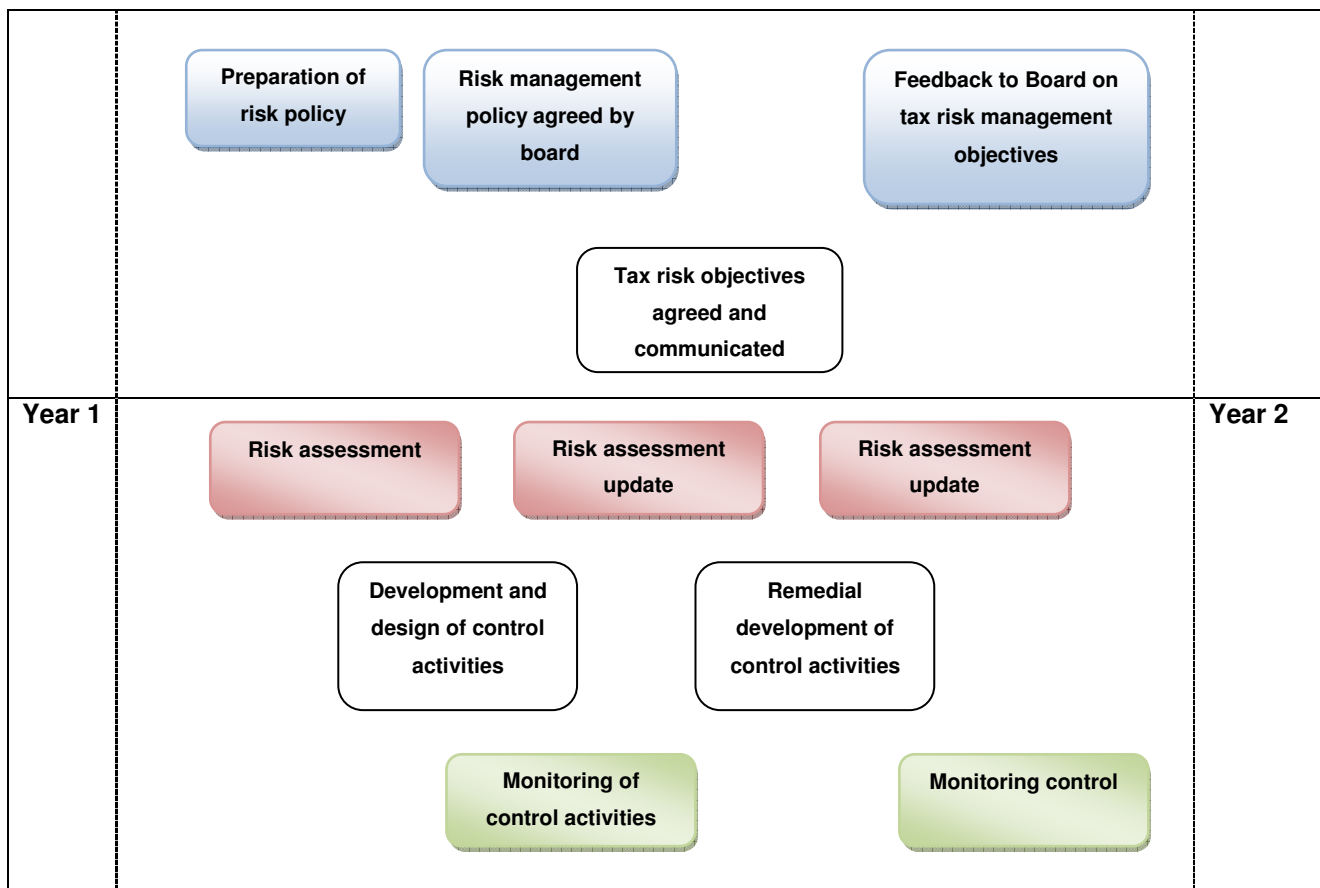 Preparation of
risk policy
Risk management
policy agreed by
board
Feedback to Board on
tax risk management
objectives
Tax risk objectives
agreed and
communicated
Year 1
Year 2
Risk assessment
Risk assessment
update
Risk assessment
update
Development and
design of control
activities
Remedial
development of
control activities
Monitoring of
control activities
Monitoring control